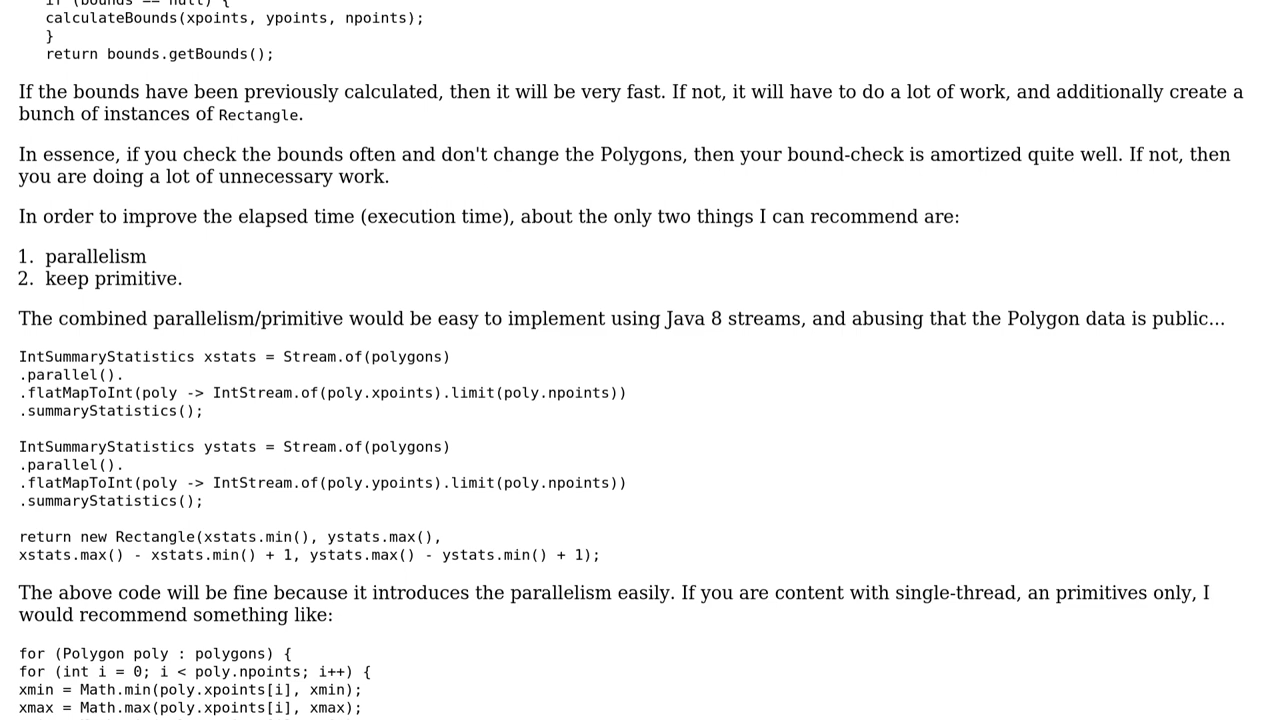 if (bounds == null) {
calculateBounds(xpoints, ypoints, npoints);
}
return bounds.getBounds();
If the bounds have been previously calculated, then it will be very fast. If not, it will have to do a lot of work, and additionally create a
bunch of instances of Rectangle.
In essence, if you check the bounds often and don't change the Polygons, then your bound-check is amortized quite well. If not, then
you are doing a lot of unnecessary work.
In order to improve the elapsed time (execution time), about the only two things I can recommend are:
1. parallelism
2. keep primitive.
The combined parallelism/primitive would be easy to implement using Java 8 streams, and abusing that the Polygon data is public...
IntSummaryStatistics xstats = Stream.of(polygons)
.parallel().
.flatMapToInt(poly -> IntStream.of(poly.xpoints).limit(poly.npoints))
.summaryStatistics();
IntSummaryStatistics ystats = Stream.of(polygons)
.parallel().
.flatMapToInt(poly -> IntStream.of(poly.ypoints).limit(poly.npoints))
.summaryStatistics();
return new Rectangle(xstats.min(), ystats.max(),
xstats.max() - xstats.min() + 1, ystats.max() - ystats.min() + 1);
The above code will be fine because it introduces the parallelism easily. If you are content with single-thread, an primitives only, I
would recommend something like:
for (Polygon poly : polygons) {
for (int i = 0; i < poly.npoints; i++) {
xmin = Math.min(poly.xpoints[i], xmin);
xmax = Math.max(poly.xpoints[i], xmax);